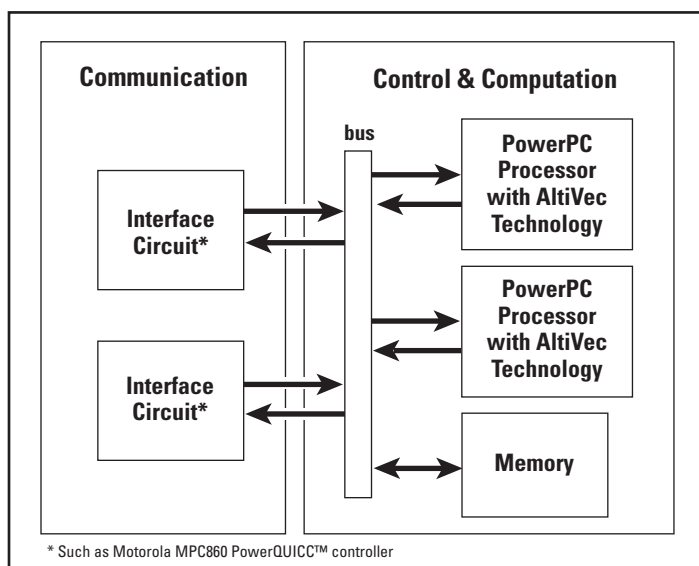 Communication
Control & Computation
bus
Interface
Circuit*
Interface
Circuit*
PowerPC
Processor
with AltiVec
Technology
PowerPC
Processor
with AltiVec
Technology
Memory
* Such as Motorola MPC860 PowerQUICC™ controller